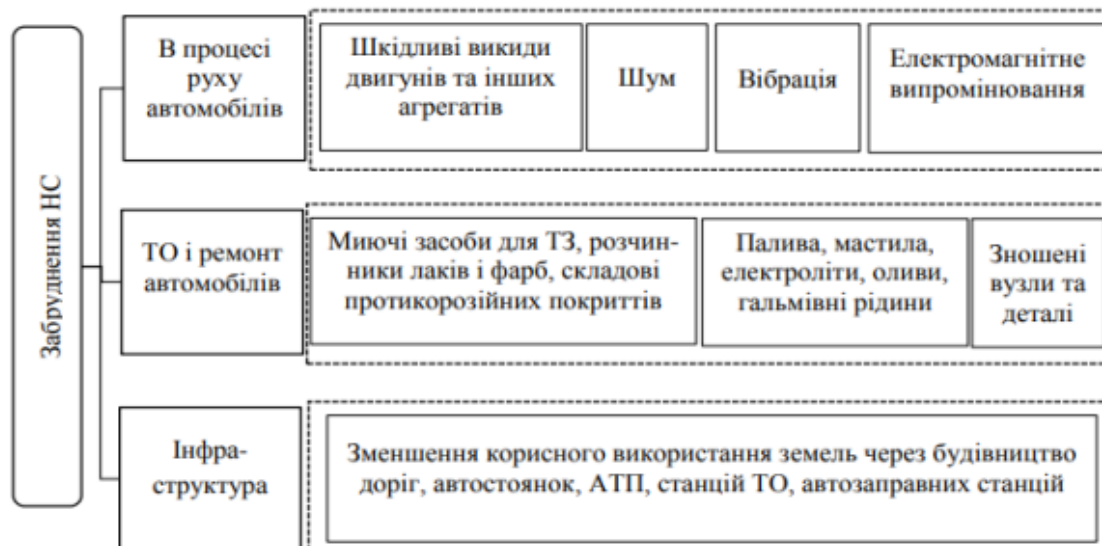 Забруднення НС
В процесі
руху
автомобілів
Шкідливі викиди
двигунів та інших
агрегатів
Шум
Вібрація
Електромагнітне
випромінювання
ТО і ремонт
автомобілів
Миючі засоби для ТЗ, розчин-
ники лаків і фарб, складові
протикорозійних покриттів
Палива, мастила,
електроліти, оливи,
гальмівні рідини
Зношені
вузли та
деталі
Інфра-
структура
Зменшення корисного використання земель через будівництво
доріг, автостоянок, АТП, станцій ТО, автозаправних станцій